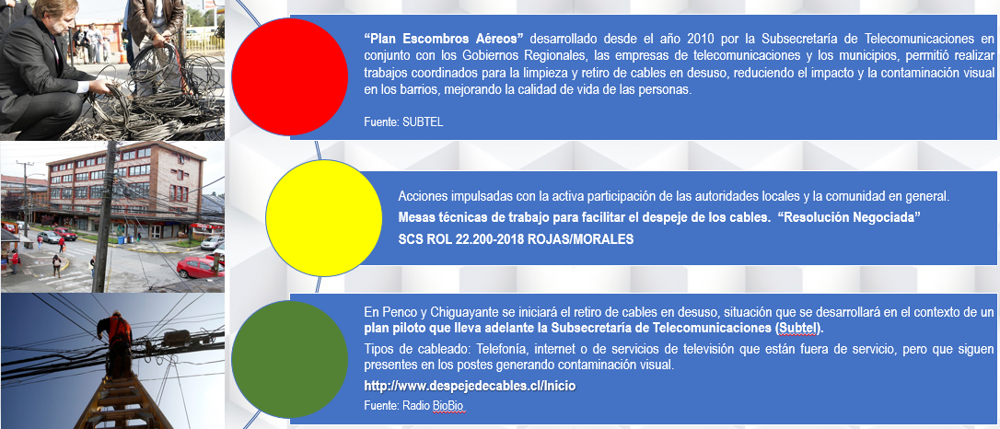 “Plan Escombros Aéreos” desarrollado desde el año 2010 por la Subsecretaría de Telecomunicaciones en
conjunto con los Gobiernos Regionales, las empresas de telecomunicaciones y los municipios, permitió realizar
trabajos coordinados para la limpieza y retiro de cables en desuso, reduciendo el impacto y la contaminación visual
en los barrios, mejorando la calidad de vida de las personas.
Fuente: SUBTEL
Acciones impulsadas con la activa participación de las autoridades locales y la comunidad en general.
Mesas técnicas de trabajo para facilitar el despeje de los cables. “Resolución Negociada”
SCS ROL 22.200-2018 ROJAS/MORALES
En Penco y Chiguayante se iniciará el retiro de cables en desuso, situación que se desarrollará en el contexto de un
plan piloto que lleva adelante la Subsecretaría de Telecomunicaciones (Subtel).
Tipos de cableado: Telefonía, internet o de servicios de televisión que están fuera de servicio, pero que siguen
presentes en los postes generando contaminación visual.
http://www.despejedecables.cl/Inicio
Fuente: Radio BioBio